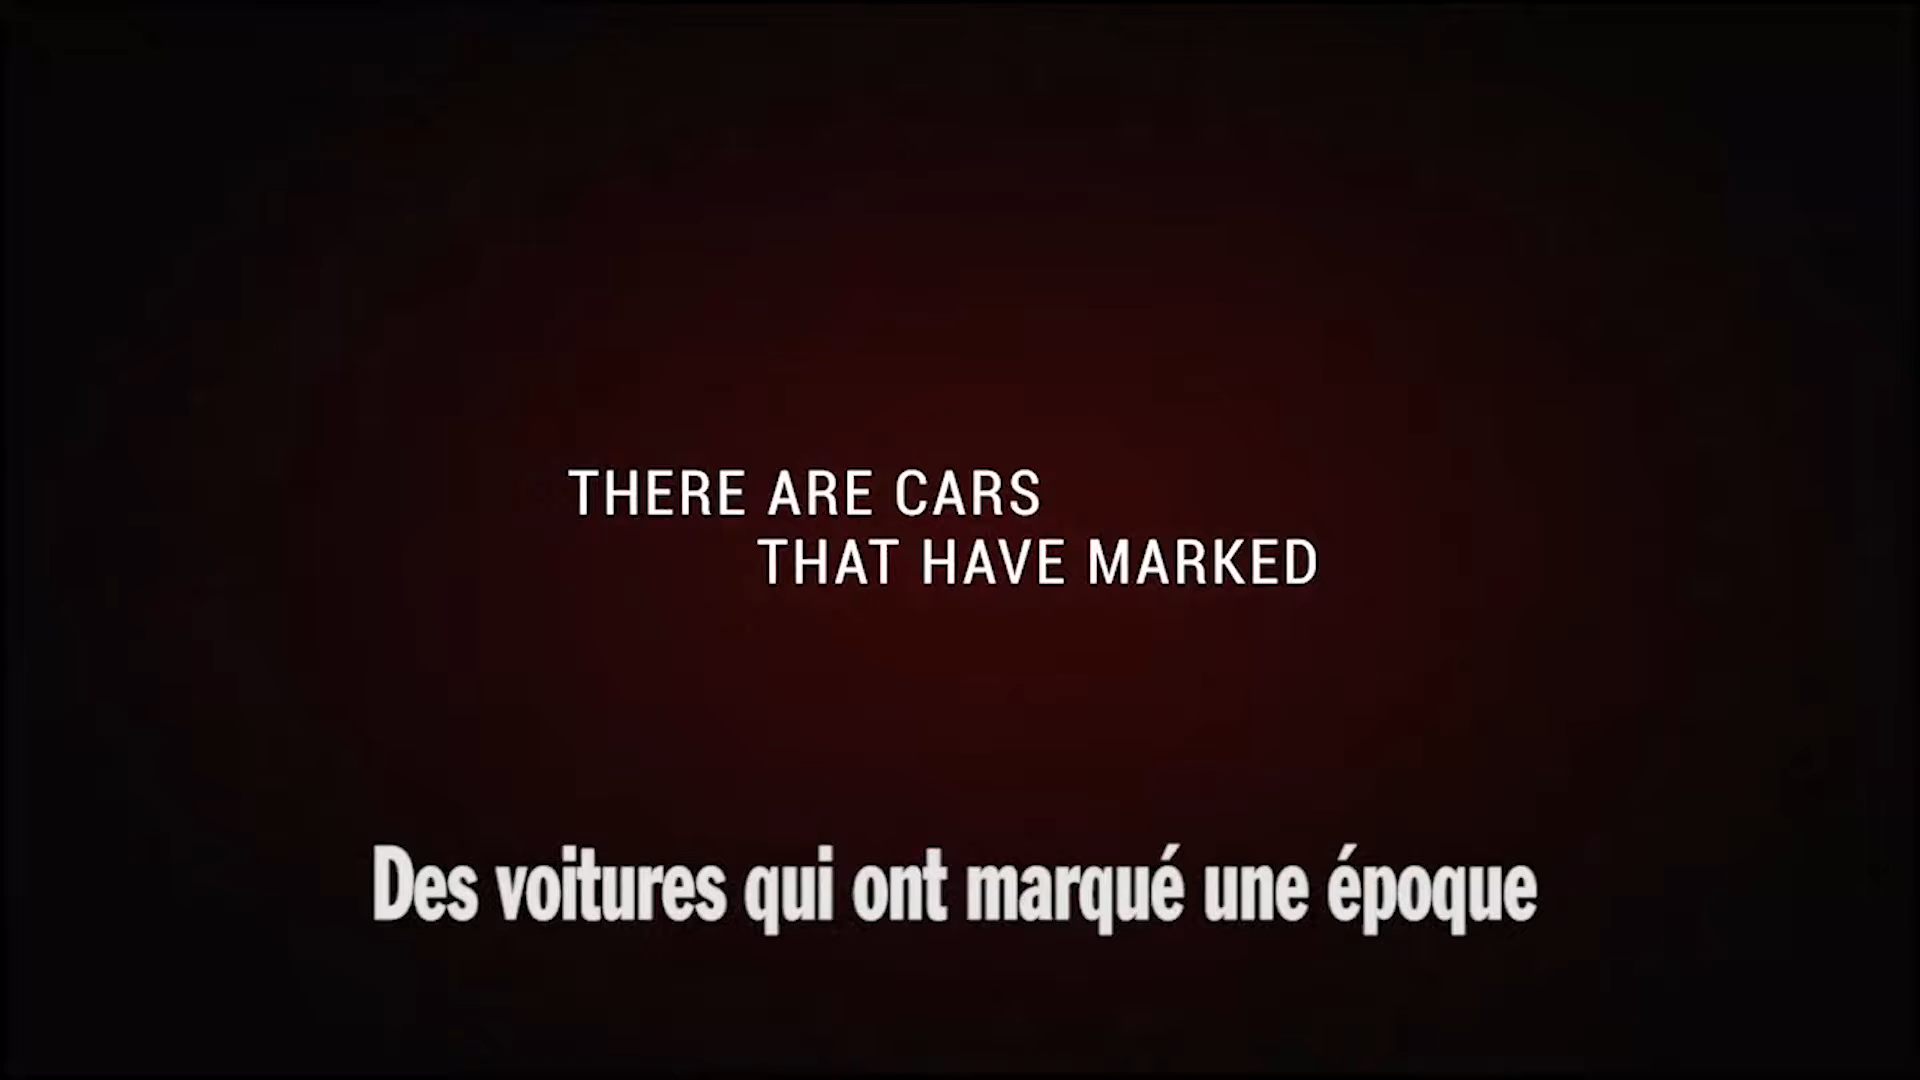 THERE ARE CARS
THAT HAVE MARKED
Des voitures qui ont marqué une époque